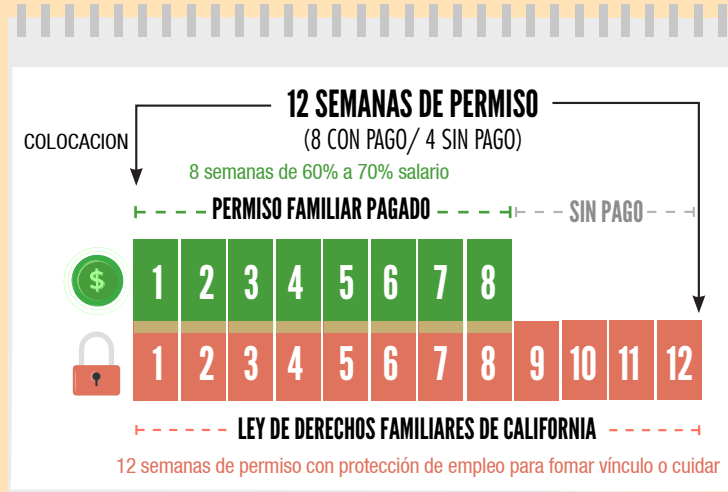 12 SEMANAS DE PERMISO
COLOCACION
(8 CON PAGO/ 4 SIN PAGO)
8 semanas de 60% a 70% salario
PERMISO FAMILIAR PAGADO
SIN PAGO
$
1 2 3 4 5 6 7 8
1 2 3 4 5 6 7 8 9 10 11 12
LEY DE DERECHOS FAMILIARES DE CALIFORNIA
12 semanas de permiso con protección de empleo para fomar vínculo o cuidar